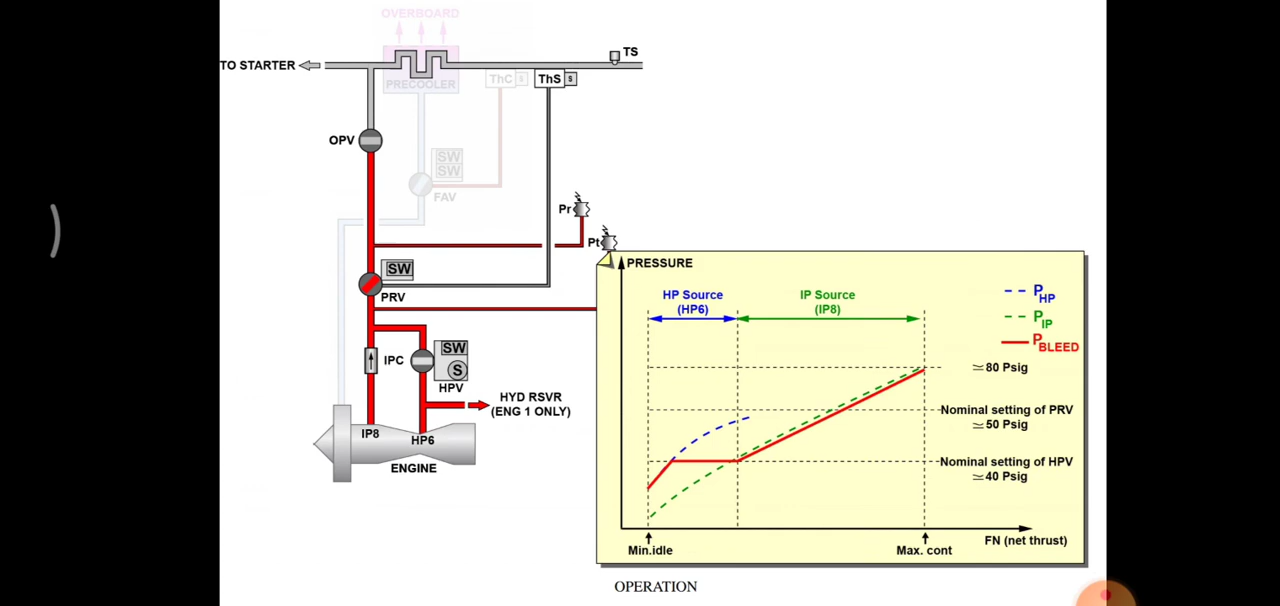 OVERBOARD
TO STARTER
TS
ThC
S
ThS
S
PRECOOLER
OPV
SW
SW
FAV
Pr
Pt
SW
PRV
IPC
SW
S
HPV
HYD RSVR
(ENG 1 ONLY)
IP8
HP6
ENGINE
PRESSURE
HP Source
(HP6)
IP Source
(IP8)
P HP
P IP
P BLEED
≃80 Psig
Nominal setting of PRV
≃50 Psig
Nominal setting of HPV
≃40 Psig
FN (net thrust)
Min.idle
Max. cont
OPERATION